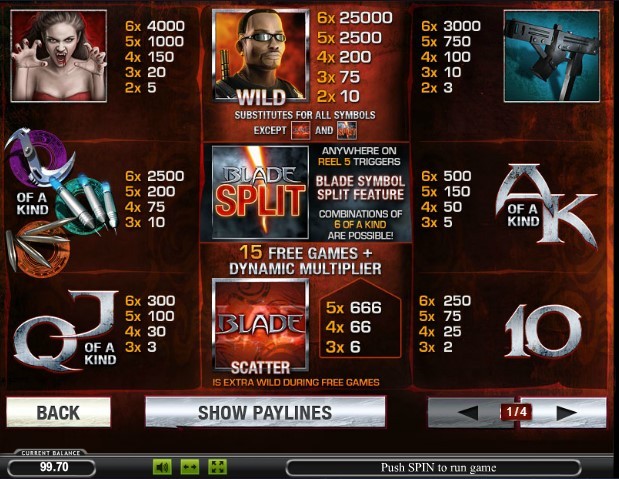 6x 4000
5x 1000
4x 150
3x 20
2x 5
WILD
6x 25000
5x 2500
4x 200
3x 75
2x 10
SUBSTITUTES FOR ALL SYMBOLS
EXCEPT BLADE AND SPLIT
6x 3000
5x 750
4x 100
3x 10
2x 3
OF A
KIND
6x 2500
5x 200
4x 75
3x 10
BLADE
SPLIT
ANYWHERE ON
REEL 5 TRIGGERS
BLADE SYMBOL
SPLIT FEATURE
COMBINATIONS OF
6 OF A KIND
ARE POSSIBLE!
6x 500
5x 150
4x 50
3x 5
A
K
OF A
KIND
15 FREE GAMES +
DYNAMIC MULTIPLIER
Q
J
OF A
KIND
6x 300
5x 100
4x 30
3x 3
BLADE
SCATTER
5x 666
4x 66
3x 6
IS EXTRA WILD DURING FREE GAMES
6x 250
5x 75
4x 25
3x 2
10
BACK
SHOW PAYLINES
1/4
CURRENT BALANCE
99.70
Push SPIN to run game